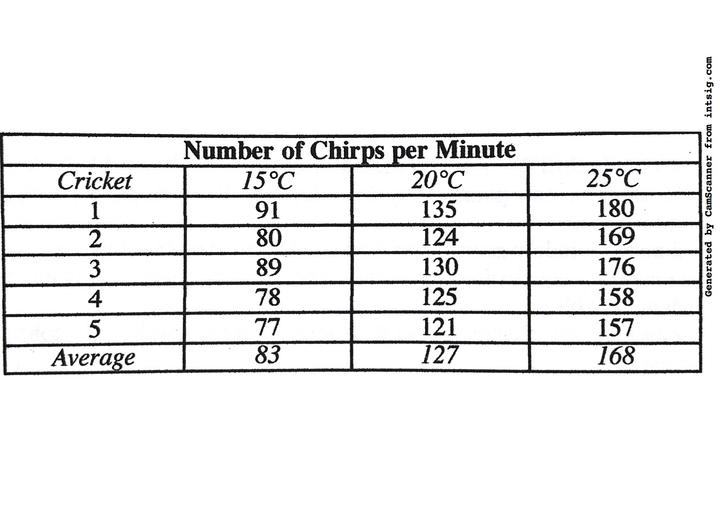 Number of Chirps per Minute
Cricket 15°C 20°C 25°C
1 91 135 180
2 80 124 169
3 89 130 176
4 78 125 158
5 77 121 157
Average 83 127 168
Generated by CamScanner from intsig.com